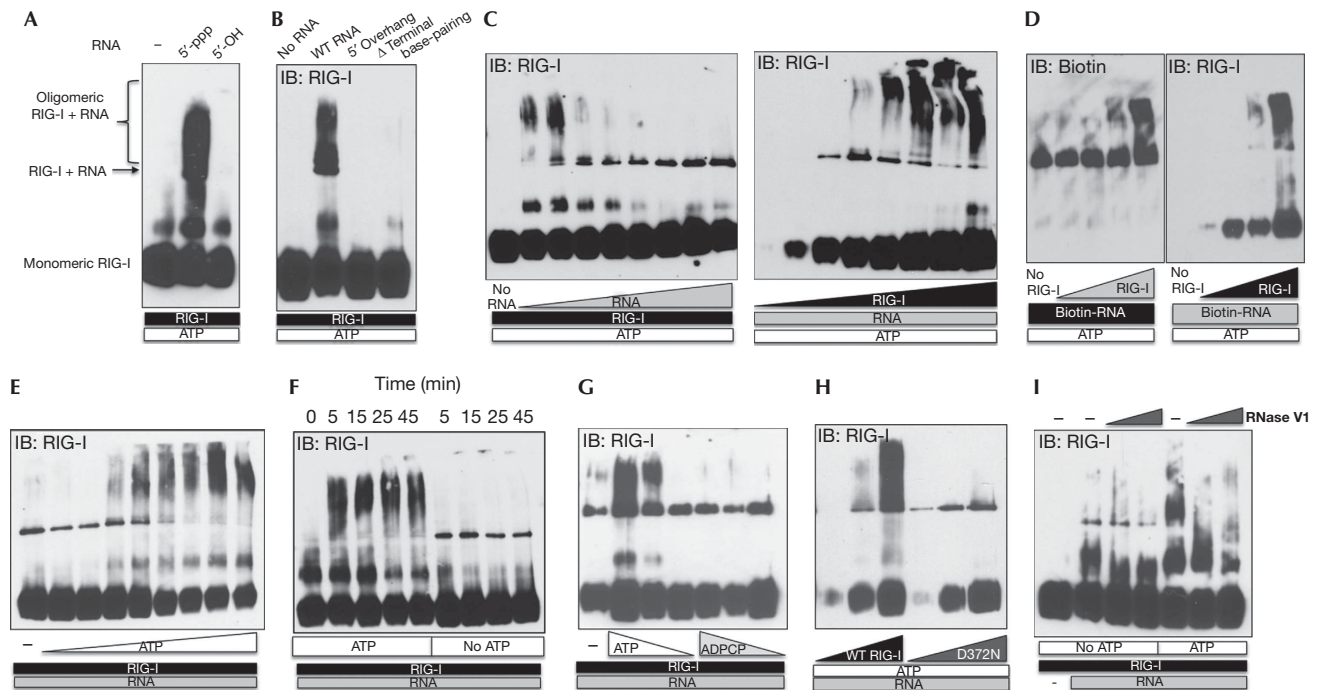 A
RNA
–
5′-ppp
5′-OH
Oligomeric
RIG-I + RNA
RIG-I + RNA
Monomeric RIG-I
RIG-I
ATP
B
No RNA
WT RNA
5′ Overhang
Δ Terminal
base-pairing
IB: RIG-I
RIG-I
ATP
C
IB: RIG-I
No
RNA
RNA
RIG-I
ATP
IB: RIG-I
RIG-I
RNA
ATP
D
IB: Biotin
No
RIG-I
RIG-I
Biotin-RNA
ATP
IB: RIG-I
No
RIG-I
RIG-I
Biotin-RNA
ATP
E
IB: RIG-I
–
ATP
RIG-I
RNA
F
Time (min)
0 5 15 25 45 5 15 25 45
IB: RIG-I
ATP
No ATP
RIG-I
RNA
G
IB: RIG-I
–
ATP
ADPCP
RIG-I
RNA
H
IB: RIG-I
WT RIG-I
D372N
ATP
RNA
I
– – – RNase V1
IB: RIG-I
No ATP
ATP
RIG-I
- RNA